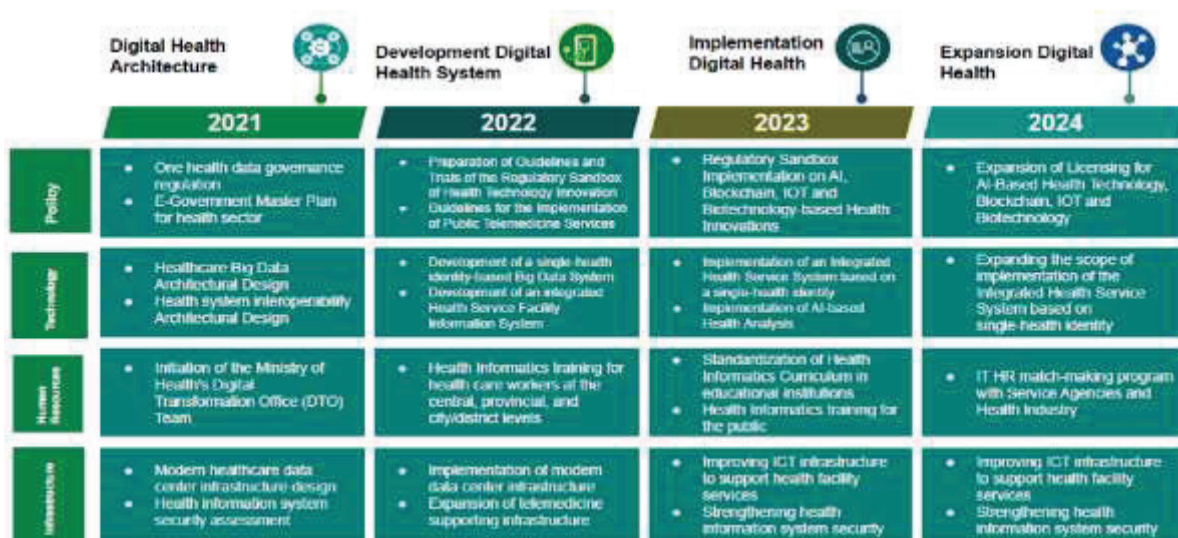 Digital Health
Architecture
Development Digital
Health System
Implementation
Digital Health
Expansion Digital
Health
2021
2022
2023
2024
Policy
• One health data governance
regulation
• E-Government Master Plan
for health sector
• Preparation of Guidelines and
Trials of the Regulatory Sandbox
of Health Technology Innovation
• Guidelines for the Implementation
of Public Telemedicine Services
• Regulatory Sandbox
Implementation on AI,
Blockchain, IOT and
Biotechnology-based Health
Innovations
• Expansion of Licensing for
AI-Based Health Technology,
Blockchain, IOT and
Biotechnology
Technology
• Healthcare Big Data
Architectural Design
• Health system interoperability
Architectural Design
• Development of a single-health
identity-based Big Data System
• Development of an integrated
Health Service Facility
Information System
• Implementation of an Integrated
Health Service System based on
a single-health identity
• Implementation of AI-based
Health Analysis
• Expanding the scope of
implementation of the
Integrated Health Service
System based on
single-health identity
Human
Resources
• Initiation of the Ministry of
Health's Digital
Transformation Office (DTO)
Team
• Health Informatics training for
health care workers at the
central, provincial, and
city/district levels
• Standardization of Health
Informatics Curriculum in
educational institutions
• Health Informatics training for
the public
• IT HR match-making program
with Service Agencies and
Health Industry
Infrastructure
• Modern healthcare data
center infrastructure design
• Health information system
security assessment
• Implementation of modern
data center infrastructure
• Expansion of telemedicine
supporting infrastructure
• Improving ICT infrastructure
to support health facility
services
• Strengthening health
information system security
• Improving ICT infrastructure
to support health facility
services
• Strengthening health
information system security